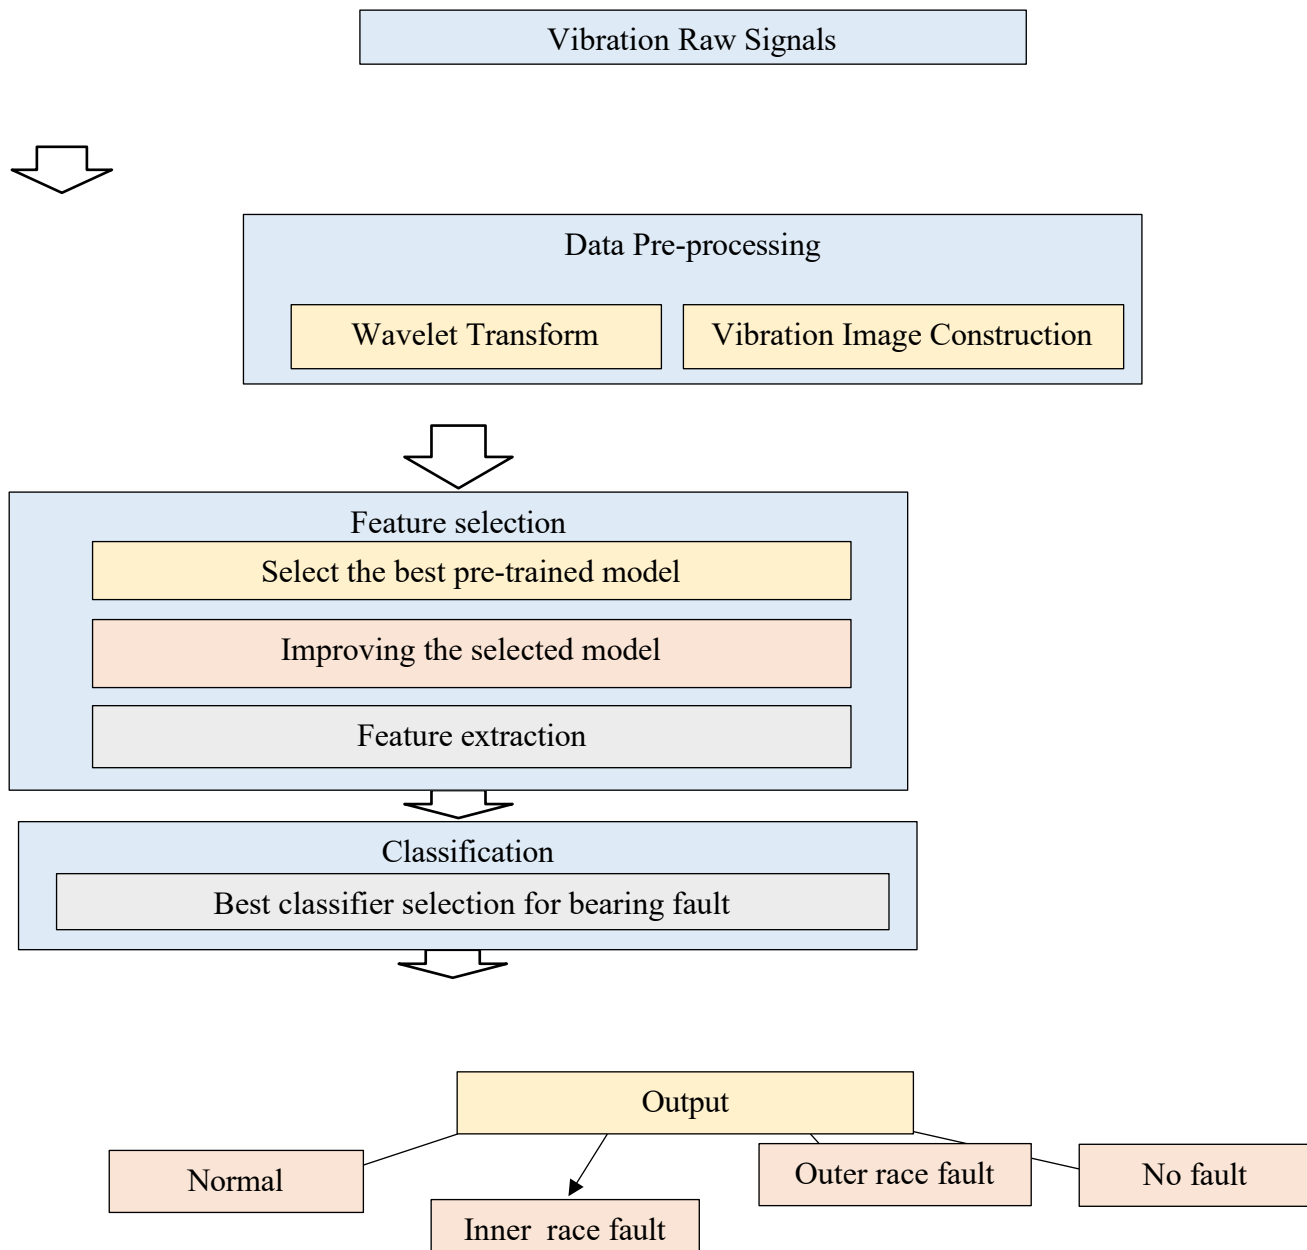 Vibration Raw Signals
Data Pre-processing
Wavelet Transform
Vibration Image Construction
Feature selection
Select the best pre-trained model
Improving the selected model
Feature extraction
Classification
Best classifier selection for bearing fault
Output
Normal
Inner race fault
Outer race fault
No fault